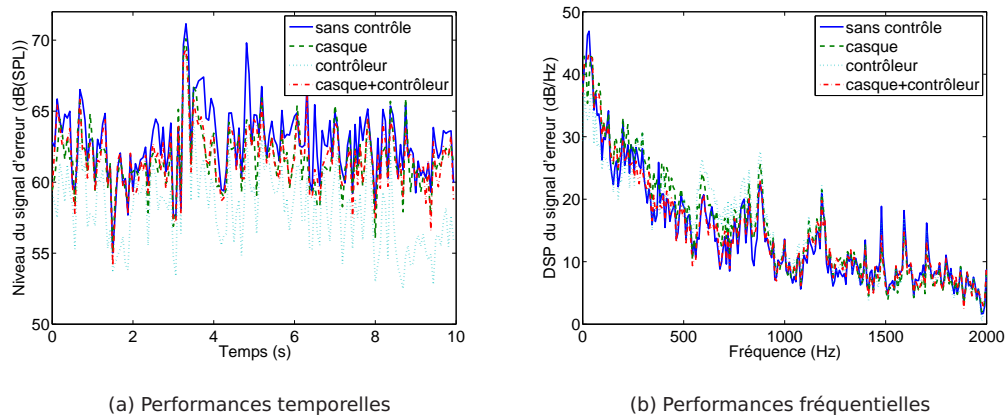 70
65
60
55
50
0
2
4
6
8
10
Niveau du signal d'erreur (dB(SPL))
Temps (s)
sans contrôle
casque
contrôleur
casque+contrôleur
(a) Performances temporelles
50
40
30
20
10
0
0
500
1000
1500
2000
DSP du signal d'erreur (dB/Hz)
Fréquence (Hz)
sans contrôle
casque
contrôleur
casque+contrôleur
(b) Performances fréquentielles